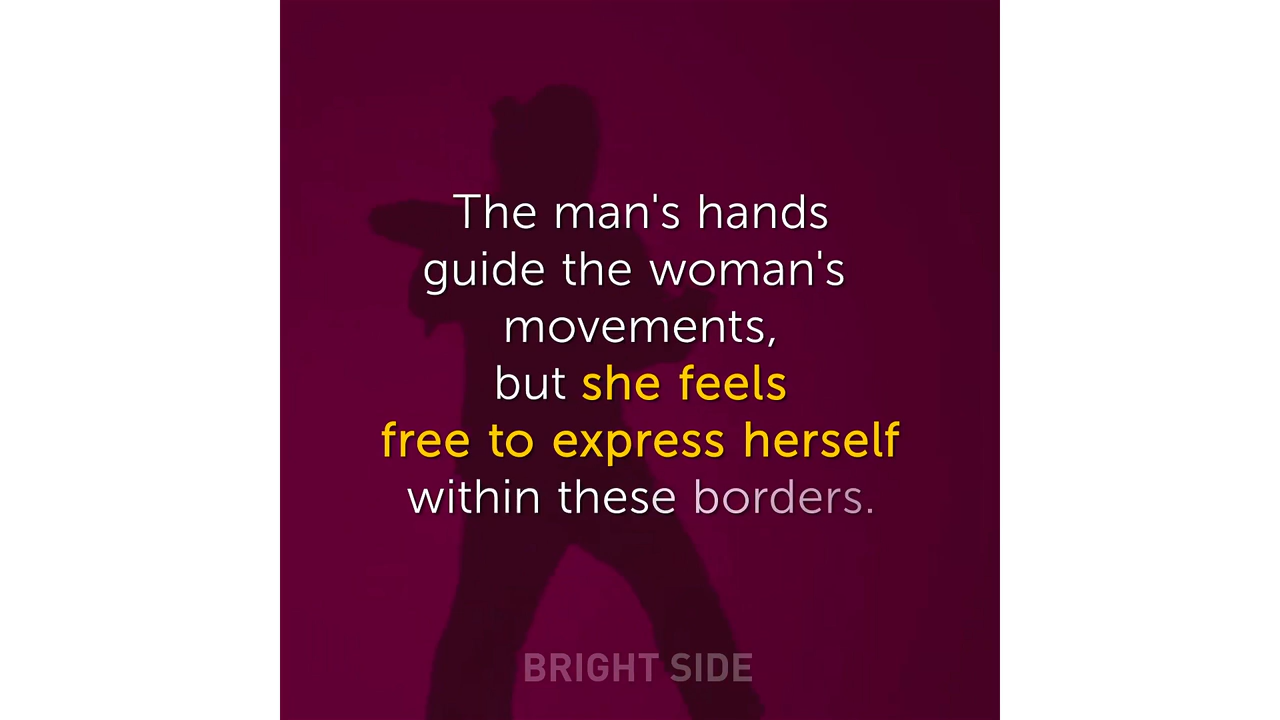 The man's hands
guide the woman's
movements,
but she feels
free to express herself
within these borders.
BRIGHT SIDE